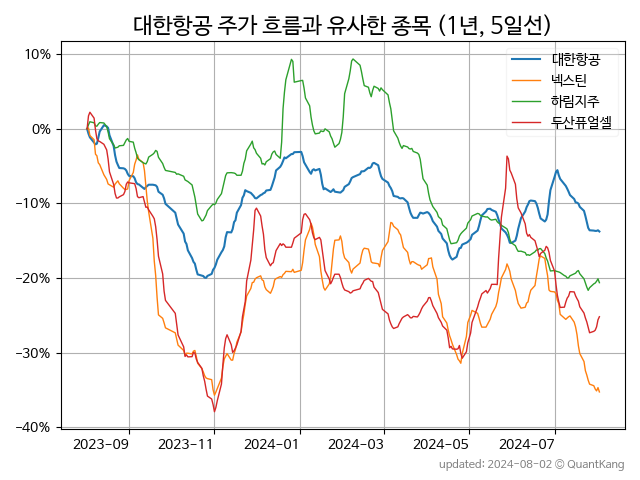 대한항공 주가 흐름과 유사한 종목 (1년, 5일선)
대한항공
넥스틴
하림지주
두산퓨얼셀
10%
0%
−10%
−20%
−30%
−40%
2023-09
2023-11
2024-01
2024-03
2024-05
2024-07
updated: 2024-08-02 © QuantKang